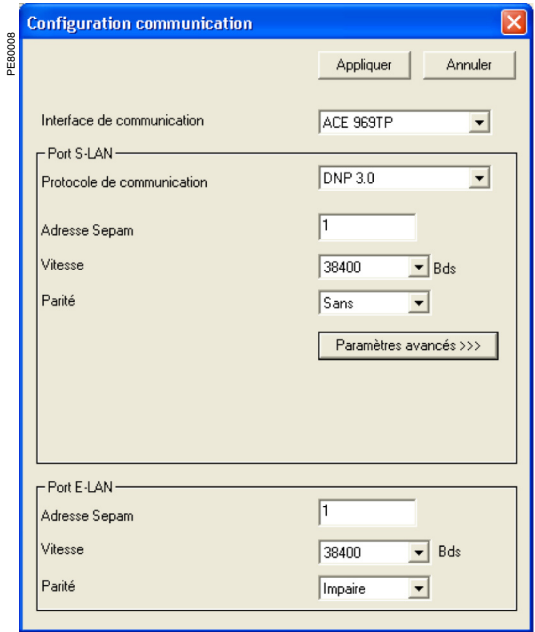 PE80008
Configuration communication
Appliquer Annuler
Interface de communication ACE 969TP
Port S-LAN
Protocole de communication DNP 3.0
Adresse Sepam 1
Vitesse 38400 Bds
Parité Sans
Paramètres avancés >>>
Port E-LAN
Adresse Sepam 1
Vitesse 38400 Bds
Parité Impaire